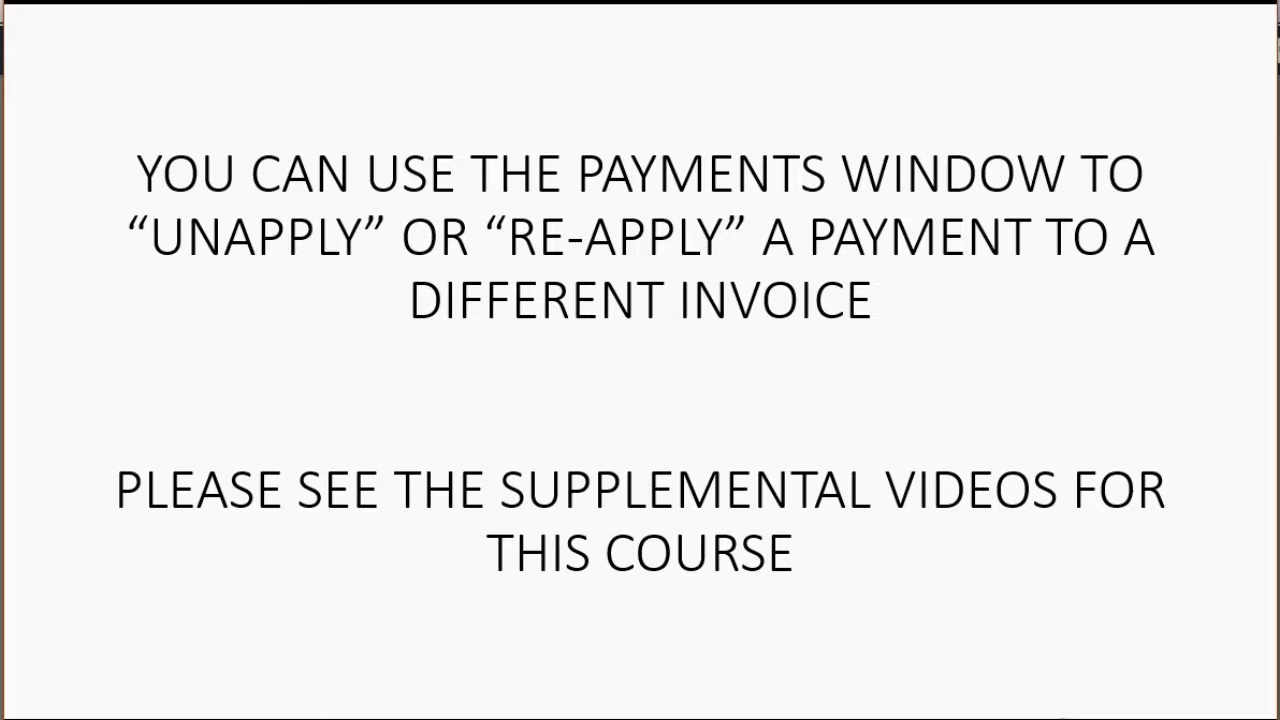 YOU CAN USE THE PAYMENTS WINDOW TO
“UNAPPLY” OR “RE-APPLY” A PAYMENT TO A
DIFFERENT INVOICE
PLEASE SEE THE SUPPLEMENTAL VIDEOS FOR
THIS COURSE